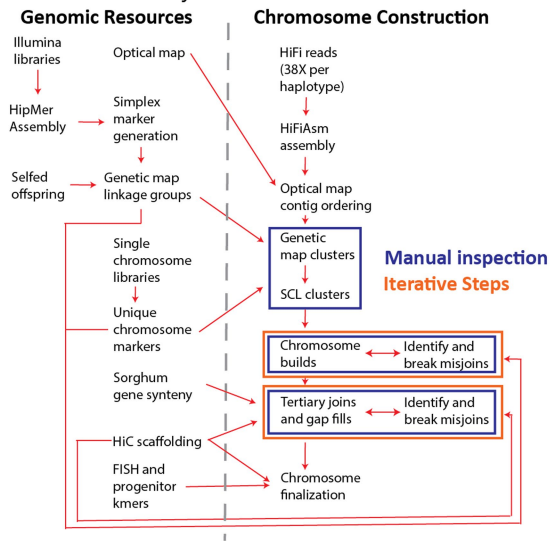 Genomic Resources
Chromosome Construction
Illumina
libraries
Optical map
HiFi reads
(38X per
haplotype)
HipMer
Assembly
Simplex
marker
generation
HiFiAsm
assembly
Selfed
offspring
Genetic map
linkage groups
Optical map
contig ordering
Single
chromosome
libraries
Genetic
map clusters
SCL clusters
Manual inspection
Iterative Steps
Unique
chromosome
markers
Chromosome
builds
Identify and
break misjoins
Sorghum
gene synteny
Tertiary joins
and gap fills
Identify and
break misjoins
HiC scaffolding
FISH and
progenitor
kmers
Chromosome
finalization